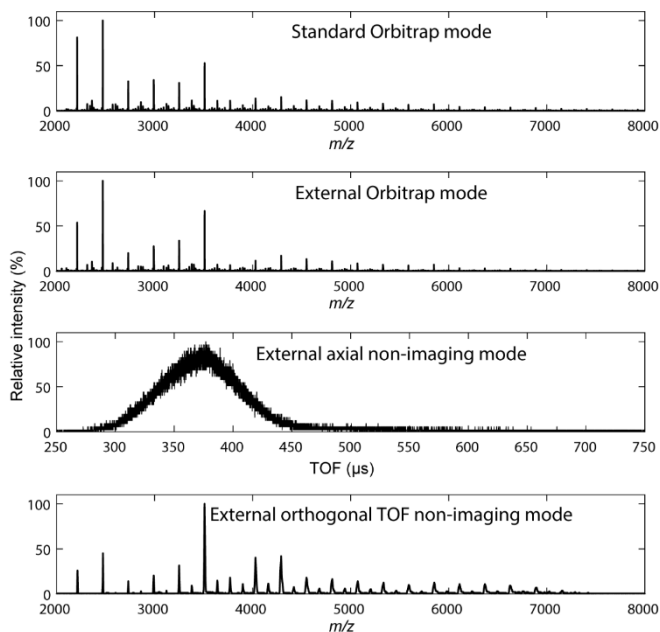 Standard Orbitrap mode
100
50
0
2000 3000 4000 5000 6000 7000 8000
m/z
External Orbitrap mode
100
50
0
2000 3000 4000 5000 6000 7000 8000
m/z
Relative intensity (%)
External axial non-imaging mode
100
50
0
250 300 350 400 450 500 550 600 650 700 750
TOF (µs)
External orthogonal TOF non-imaging mode
100
50
0
2000 3000 4000 5000 6000 7000 8000
m/z